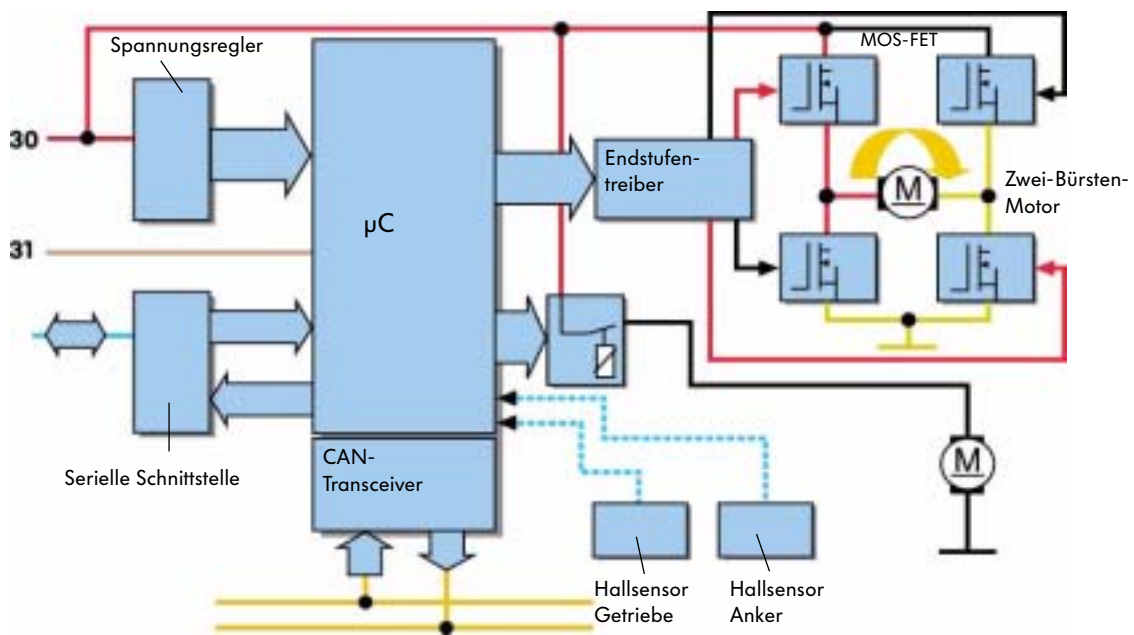 Spannungsregler
MOS-FET
30
Endstufen-
treiber
µC
Zwei-Bürsten-
Motor
M
31
CAN-
Transceiver
Serielle Schnittstelle
M
Hallsensor
Getriebe
Hallsensor
Anker